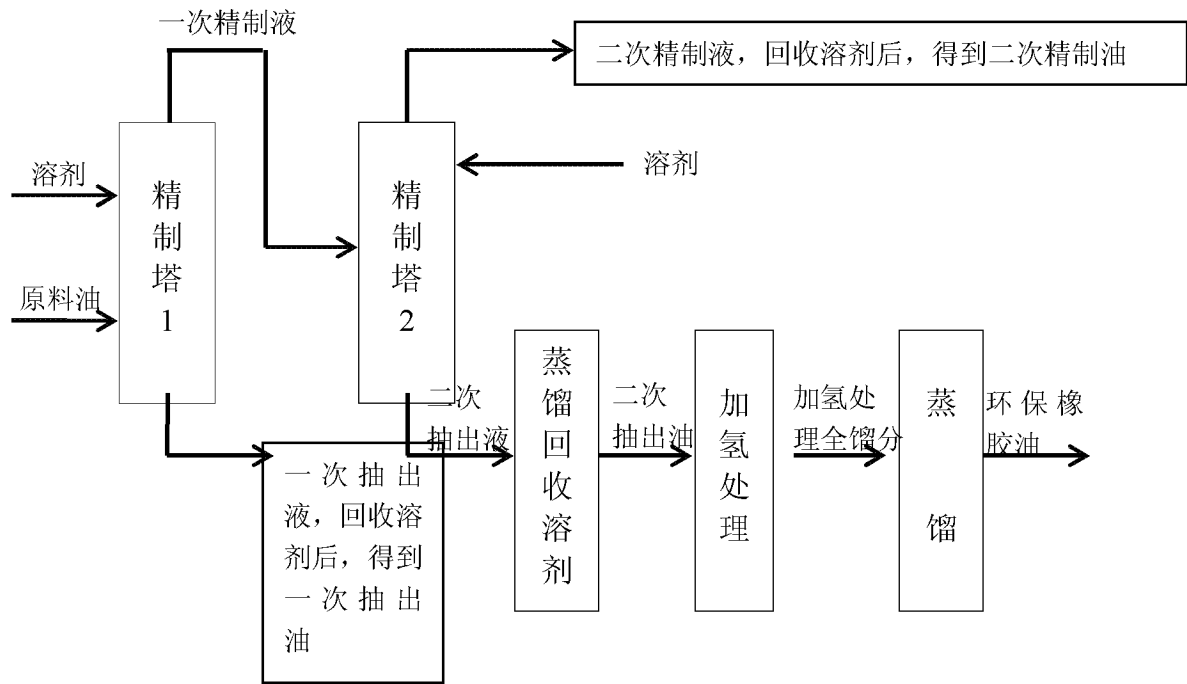 一次精制液
二次精制液，回收溶剂后，得到二次精制油
溶剂
原料油
精
制
塔
1
精
制
塔
2
溶剂
一次抽出
液，回收溶
剂后，得到
一次抽出
油
二次
抽出液
蒸
馏
回
收
溶
剂
二次
抽出油
加
氢
处
理
加氢处
理全馏分
蒸
馏
环保橡
胶油